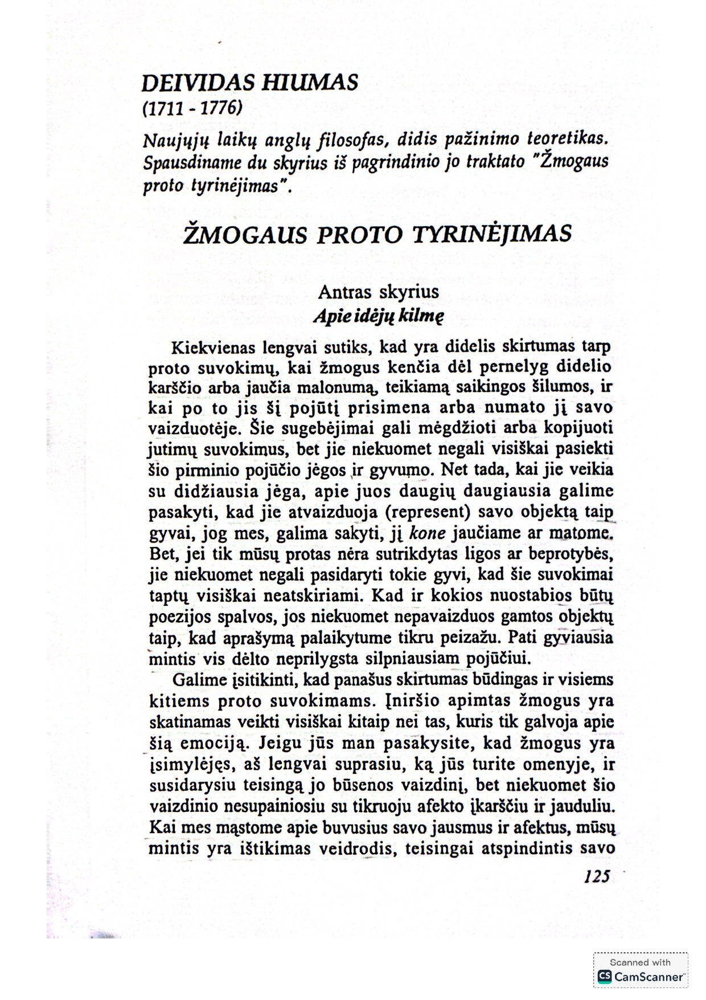 DEIVIDAS HIUMAS
(1711 - 1776)
Naujųjų laikų anglų filosofas, didis pažinimo teoretikas.
Spausdiname du skyrius iš pagrindinio jo traktato "Žmogaus
proto tyrinėjimas".
ŽMOGAUS PROTO TYRINĖJIMAS
Antras skyrius
Apie idėjų kilmę
Kiekvienas lengvai sutiks, kad yra didelis skirtumas tarp
proto suvokimų, kai žmogus kenčia dėl pernelyg didelio
karščio arba jaučia malonumą, teikiamą saikingos šilumos, ir
kai po to jis šį pojūtį prisimena arba numato jį savo
vaizduotėje. Šie sugebėjimai gali mėgdžioti arba kopijuoti
jutimų suvokimus, bet jie niekuomet negali visiškai pasiekti
šio pirminio pojūčio jėgos ir gyvumo. Net tada, kai jie veikia
su didžiausia jėga, apie juos daugių daugiausia galime
pasakyti, kad jie atvaizduoja (represent) savo objektą taip
gyvai, jog mes, galima sakyti, jį kone jaučiame ar matome.
Bet, jei tik mūsų protas nėra sutrikdytas ligos ar beprotybės,
jie niekuomet negali pasidaryti tokie gyvi, kad šie suvokimai
taptų visiškai neatskiriami. Kad ir kokios nuostabios būtų
poezijos spalvos, jos niekuomet nepavaizduos gamtos objektų
taip, kad aprašymą palaikytume tikru peizažu. Pati gyviausia
mintis vis dėlto neprilygsta silpniausiam pojūčiui.
Galime įsitikinti, kad panašus skirtumas būdingas ir visiems
kitiems proto suvokimams. Įniršio apimtas žmogus yra
skatinamas veikti visiškai kitaip nei tas, kuris tik galvoja apie
šią emociją. Jeigu jūs man pasakysite, kad žmogus yra
įsimylėjęs, aš lengvai suprasiu, ką jūs turite omenyje, ir
susidarysiu teisingą jo būsenos vaizdinį, bet niekuomet šio
vaizdinio nesupainiosiu su tikruoju afekto įkarščiu ir jauduliu.
Kai mes mąstome apie buvusius savo jausmus ir afektus, mūsų
mintis yra ištikimas veidrodis, teisingai atspindintis savo
125
Scanned with
CS CamScanner